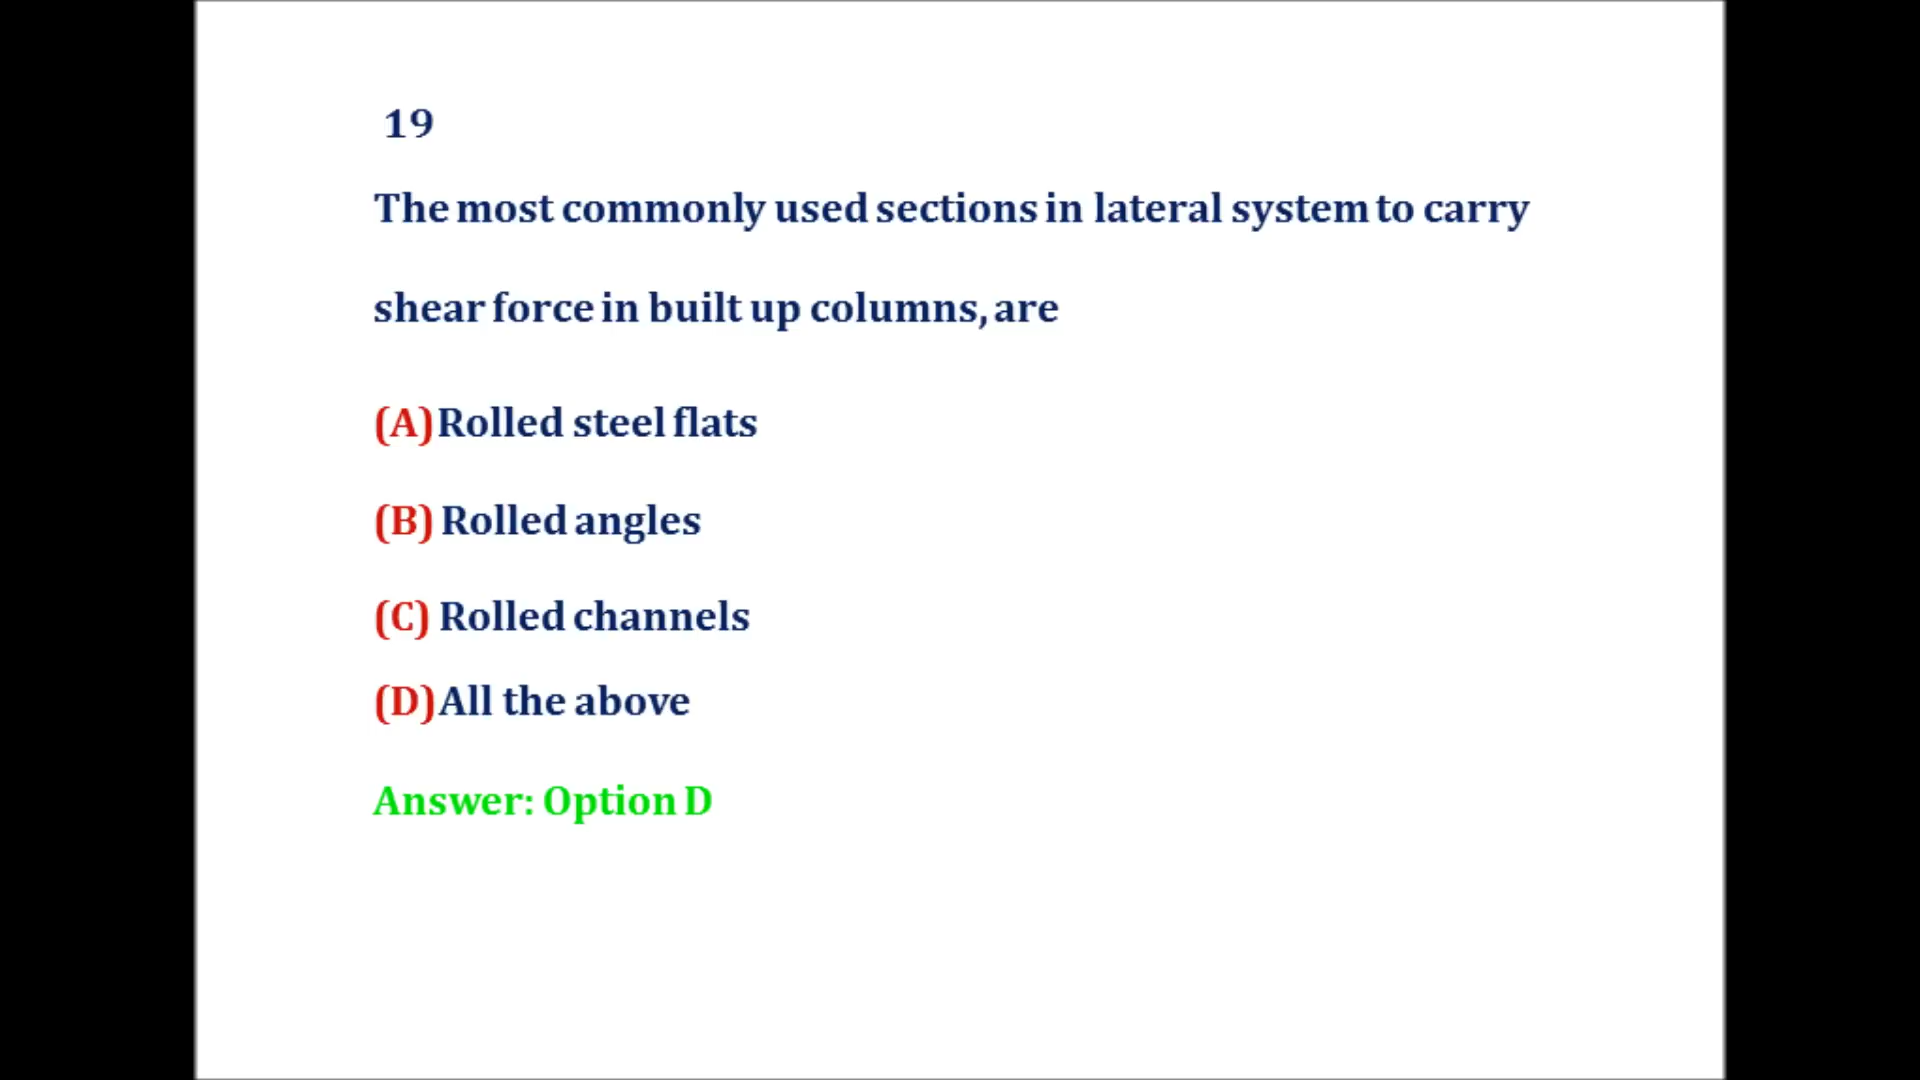 19
The most commonly used sections in lateral system to carry
shear force in built up columns, are
(A) Rolled steel flats
(B) Rolled angles
(C) Rolled channels
(D) All the above
Answer: Option D